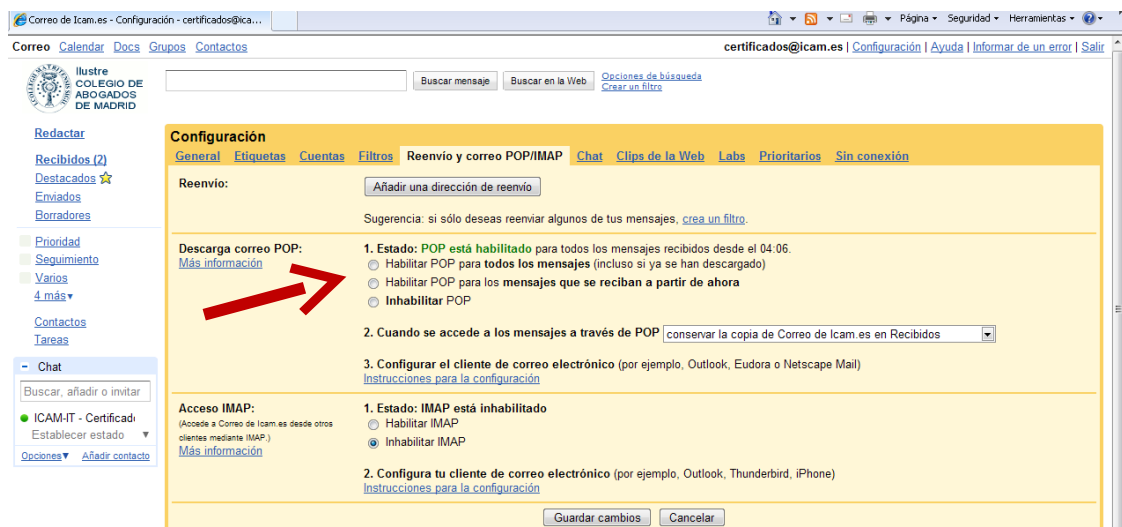 Correo de Icam.es - Configuración - certificados@ica...
Página
Seguridad
Herramientas
Correo Calendar Docs Grupos Contactos
certificados@icam.es | Configuración | Ayuda | Informar de un error | Salir
Ilustre
COLEGIO DE
ABOGADOS
DE MADRID
Buscar mensaje
Buscar en la Web
Opciones de búsqueda
Crear un filtro
Redactar
Recibidos (2)
Destacados
Enviados
Borradores
Prioridad
Seguimiento
Varios
4 más
Contactos
Tareas
Chat
Buscar, añadir o invitar
ICAM-IT - Certificad
Establecer estado
Opciones Añadir contacto
Configuración
General Etiquetas Cuentas Filtros Reenvío y correo POP/IMAP Chat Clips de la Web Labs Prioritarios Sin conexión
Reenvío:
Añadir una dirección de reenvío
Sugerencia: si sólo deseas reenviar algunos de tus mensajes, crea un filtro.
Descarga correo POP:
Más información
1. Estado: POP está habilitado para todos los mensajes recibidos desde el 04:06.
Habilitar POP para todos los mensajes (incluso si ya se han descargado)
Habilitar POP para los mensajes que se reciban a partir de ahora
Inhabilitar POP
2. Cuando se accede a los mensajes a través de POP conservar la copia de Correo de Icam.es en Recibidos
3. Configurar el cliente de correo electrónico (por ejemplo, Outlook, Eudora o Netscape Mail)
Instrucciones para la configuración
Acceso IMAP:
(Accede a Correo de Icam.es desde otros
clientes mediante IMAP.)
Más información
1. Estado: IMAP está inhabilitado
Habilitar IMAP
Inhabilitar IMAP
2. Configura tu cliente de correo electrónico (por ejemplo, Outlook, Thunderbird, iPhone)
Instrucciones para la configuración
Guardar cambios
Cancelar